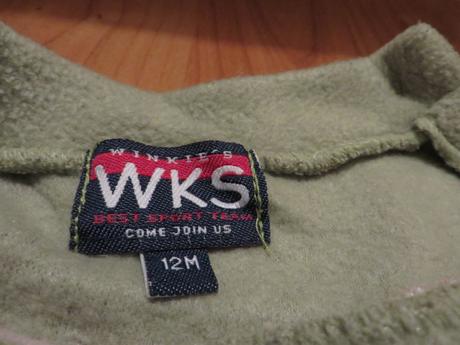 WINKIE'S
WKS
BEST SPORT TEAM
COME JOIN US
12M